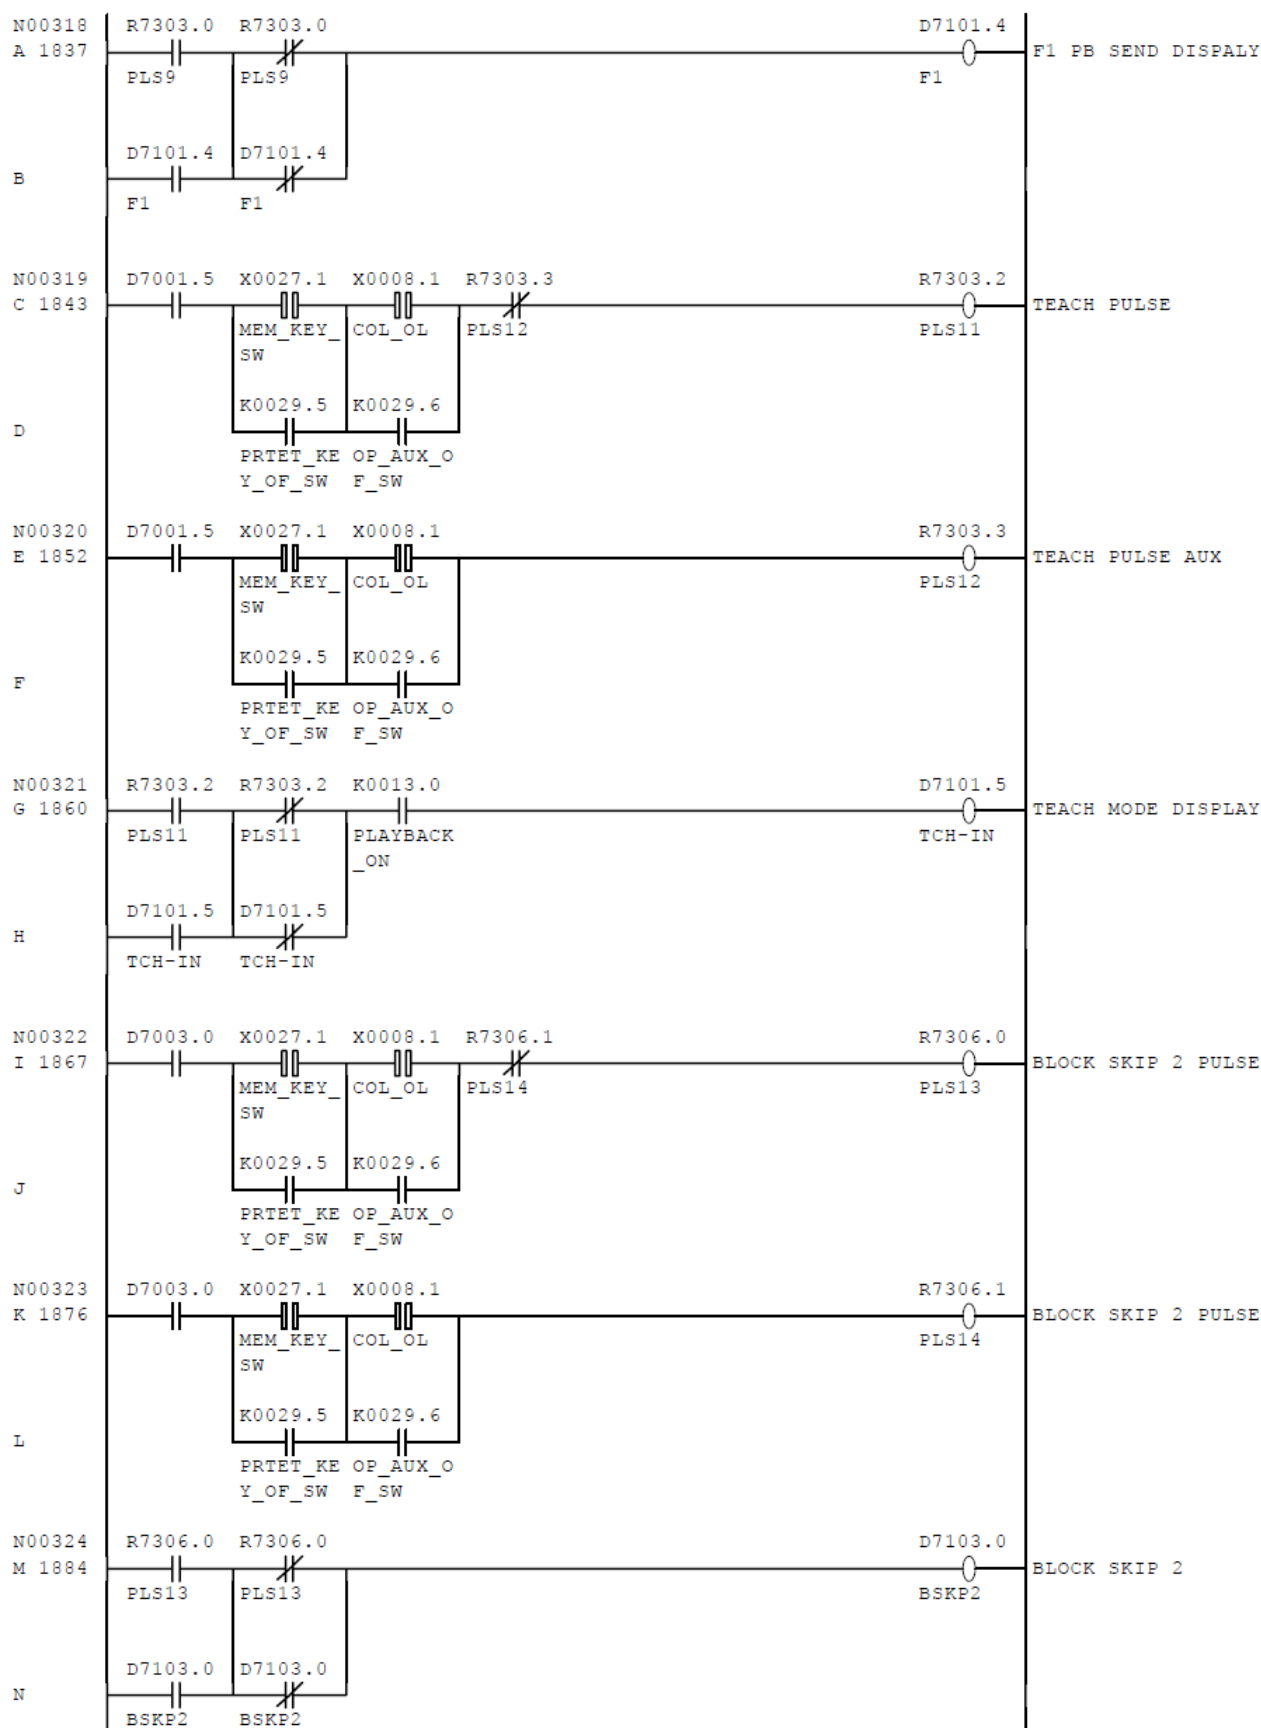 N00318 R7303.0 R7303.0 D7101.4
A 1837 F1 PB SEND DISPALY
PLS9 PLS9 F1
D7101.4 D7101.4
B
F1 F1
N00319 D7001.5 X0027.1 X0008.1 R7303.3 R7303.2
C 1843 TEACH PULSE
MEM_KEY_ COL_OL PLS12 PLS11
SW
K0029.5 K0029.6
D
PRTET_KE OP_AUX_O
Y_OF_SW F_SW
N00320 D7001.5 X0027.1 X0008.1 R7303.3
E 1852 TEACH PULSE AUX
MEM_KEY_ COL_OL PLS12
SW
K0029.5 K0029.6
F
PRTET_KE OP_AUX_O
Y_OF_SW F_SW
N00321 R7303.2 R7303.2 K0013.0 D7101.5
G 1860 TEACH MODE DISPLAY
PLS11 PLS11 PLAYBACK TCH-IN
_ON
D7101.5 D7101.5
H
TCH-IN TCH-IN
N00322 D7003.0 X0027.1 X0008.1 R7306.1 R7306.0
I 1867 BLOCK SKIP 2 PULSE
MEM_KEY_ COL_OL PLS14 PLS13
SW
K0029.5 K0029.6
J
PRTET_KE OP_AUX_O
Y_OF_SW F_SW
N00323 D7003.0 X0027.1 X0008.1 R7306.1
K 1876 BLOCK SKIP 2 PULSE
MEM_KEY_ COL_OL PLS14
SW
K0029.5 K0029.6
L
PRTET_KE OP_AUX_O
Y_OF_SW F_SW
N00324 R7306.0 R7306.0 D7103.0
M 1884 BLOCK SKIP 2
PLS13 PLS13 BSKP2
D7103.0 D7103.0
N
BSKP2 BSKP2